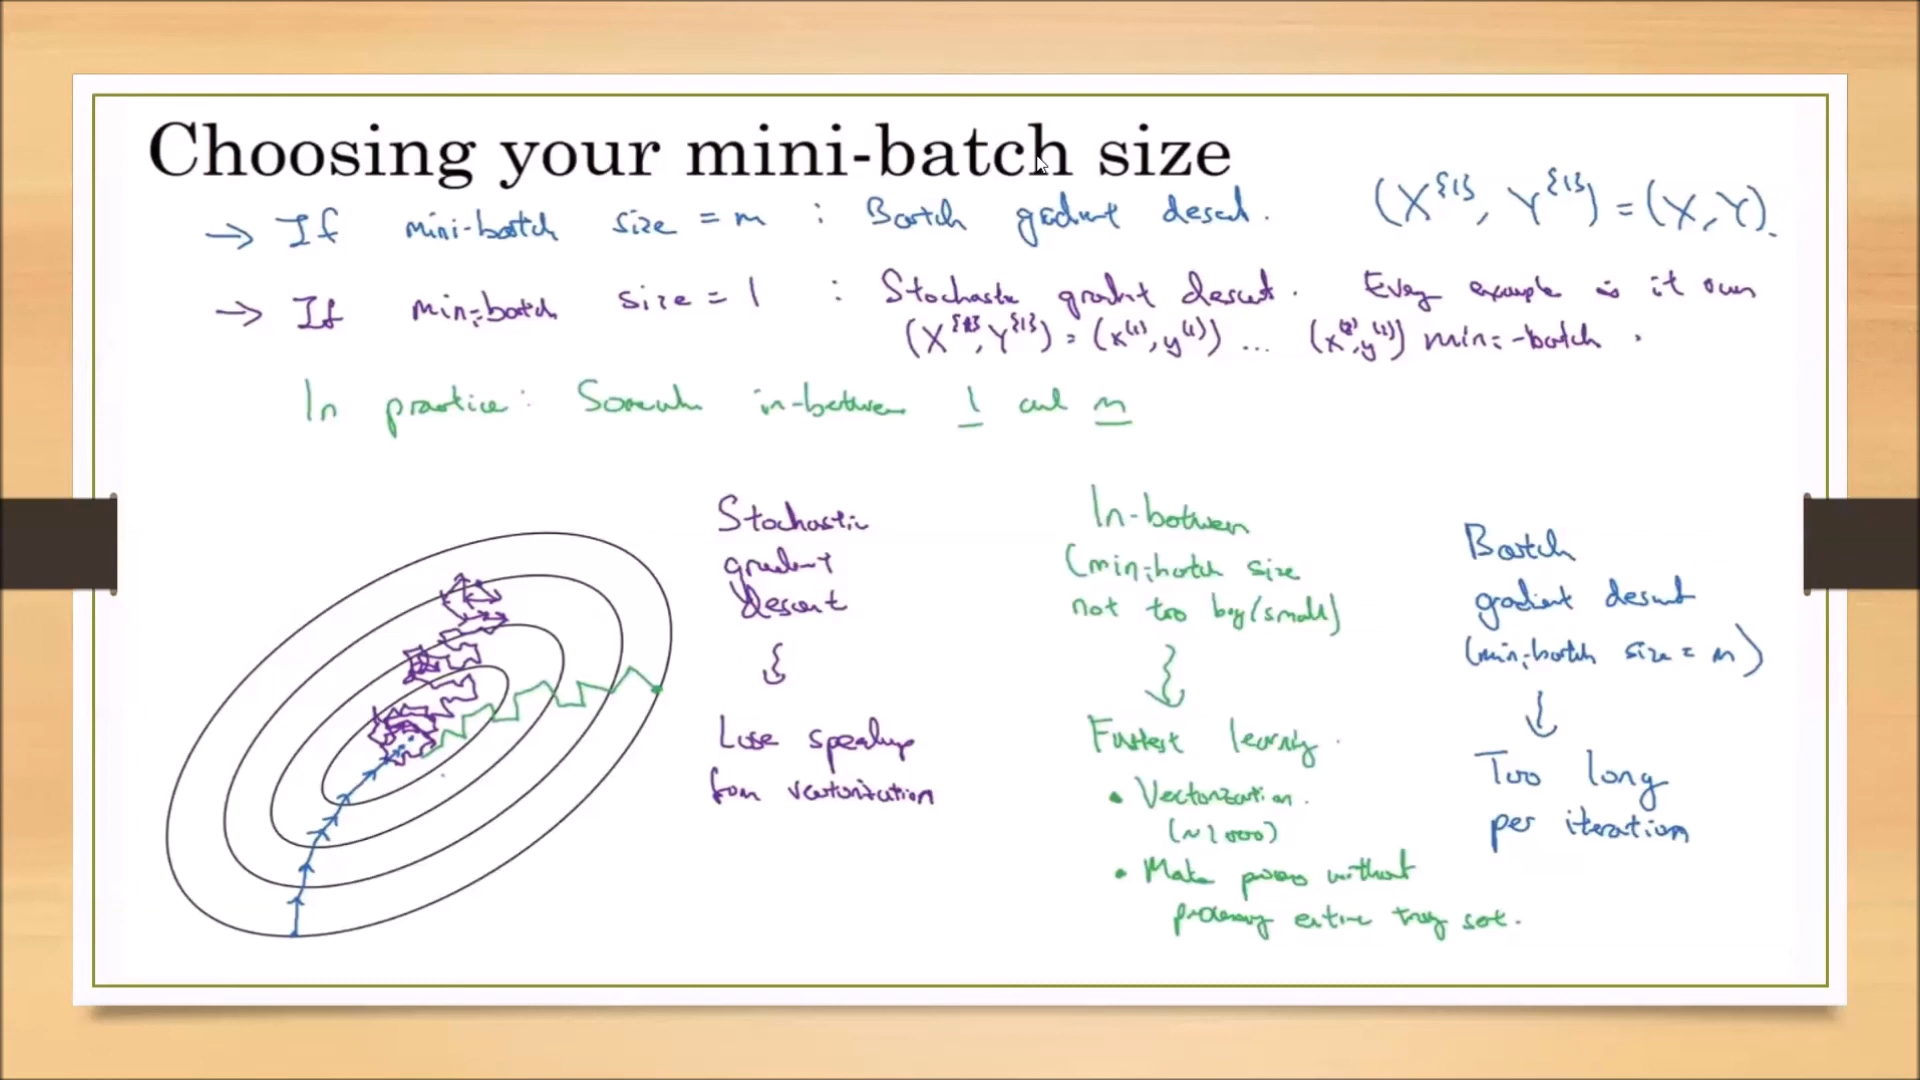 Choosing your mini-batch size
→ If mini-batch size = m : Batch gradient descent. (X^{1}, Y^{1}) = (X, Y).
→ If mini-batch size = 1 : Stochastic gradient descent. Every example is it own
(X^{1}, Y^{1}) = (x^(1), y^(1)) ... mini-batch.
In practice: Somewhere in-between 1 and m
Stochastic
gradient
descent
Lose speedup
from vectorization
In-between
(mini-batch size
not too big/small)
Fastest learning.
• Vectorization.
(~1000)
• Make progress without
processing entire training set.
Batch
gradient descent
(mini-batch size = m)
Too long
per iteration